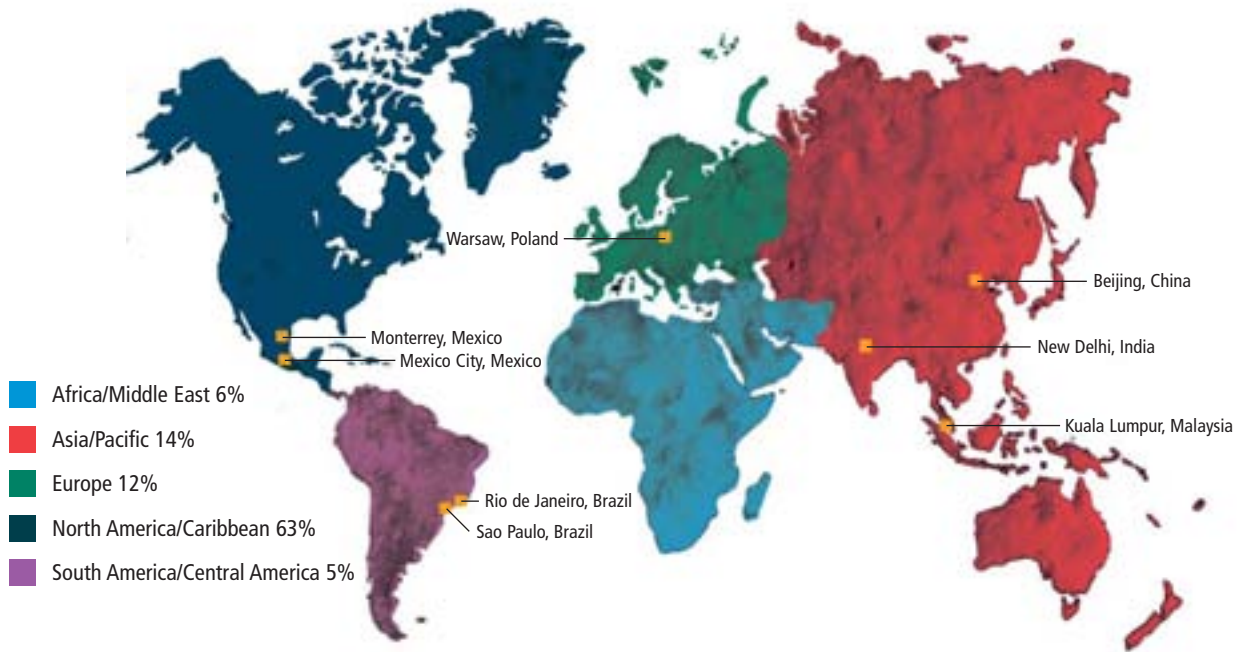 Warsaw, Poland
Beijing, China
Monterrey, Mexico
New Delhi, India
Mexico City, Mexico
Africa/Middle East 6%
Asia/Pacific 14%
Kuala Lumpur, Malaysia
Europe 12%
Rio de Janeiro, Brazil
North America/Caribbean 63%
Sao Paulo, Brazil
South America/Central America 5%